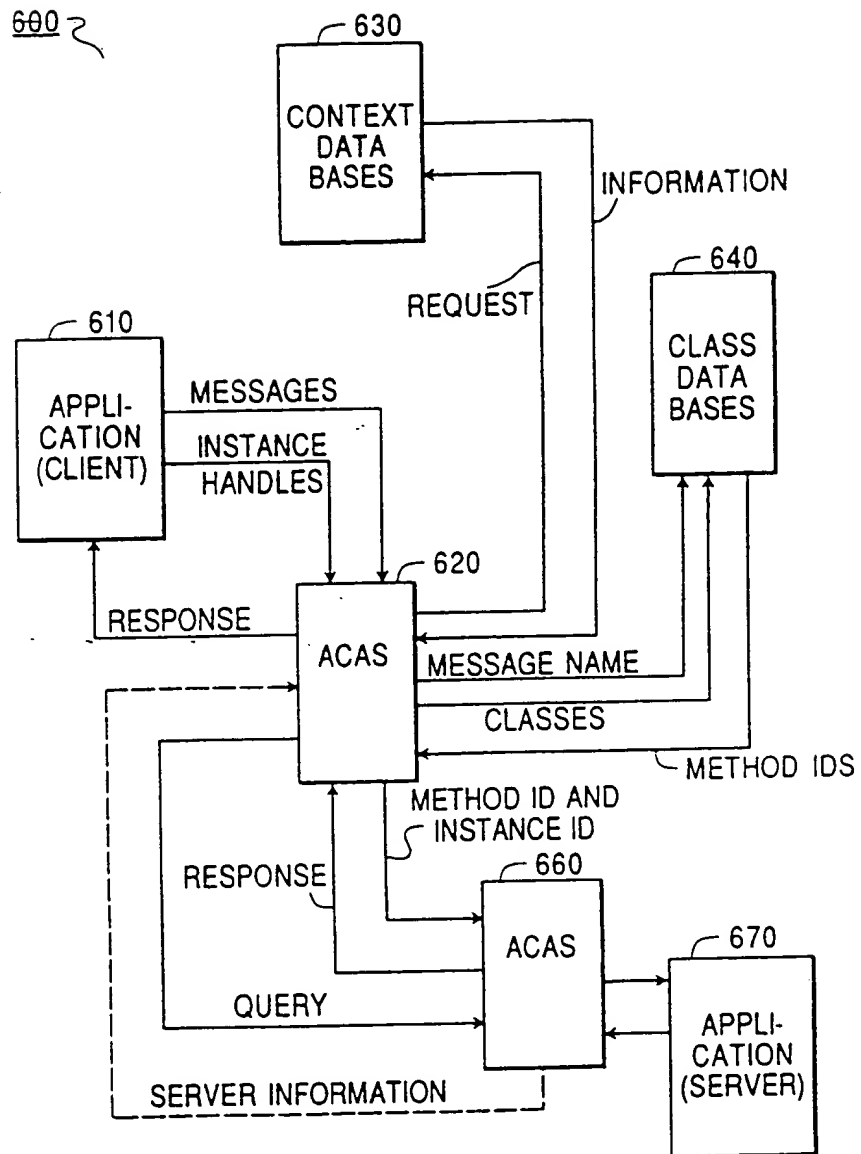 600
630
CONTEXT
DATA
BASES
INFORMATION
REQUEST
640
CLASS
DATA
BASES
610
APPLI-
CATION
(CLIENT)
MESSAGES
INSTANCE
HANDLES
620
ACAS
RESPONSE
MESSAGE NAME
CLASSES
METHOD IDS
METHOD ID AND
INSTANCE ID
RESPONSE
660
ACAS
QUERY
670
APPLI-
CATION
(SERVER)
SERVER INFORMATION